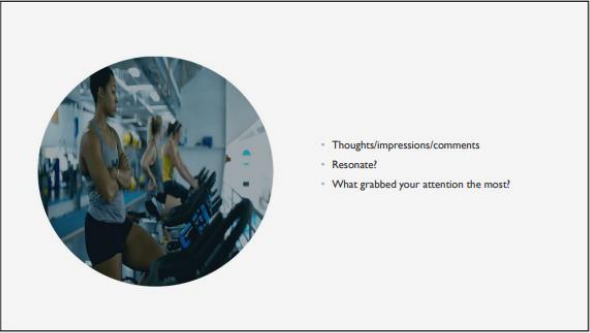 Thoughts/impressions/comments
Resonate?
What grabbed your attention the most?